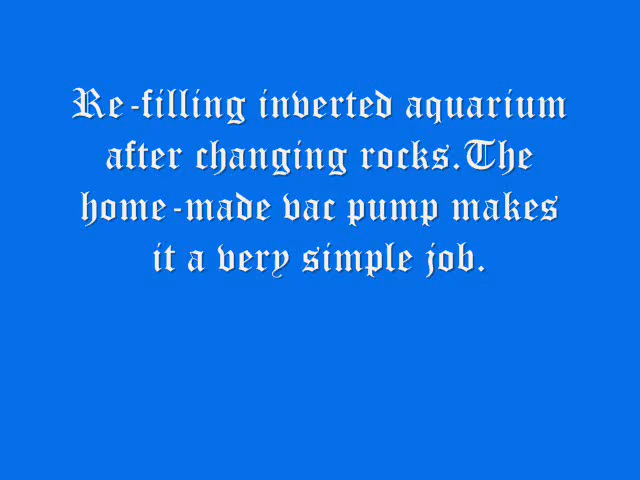 Re-filling inverted aquarium
after changing rocks.The
home-made vac pump makes
it a very simple job.